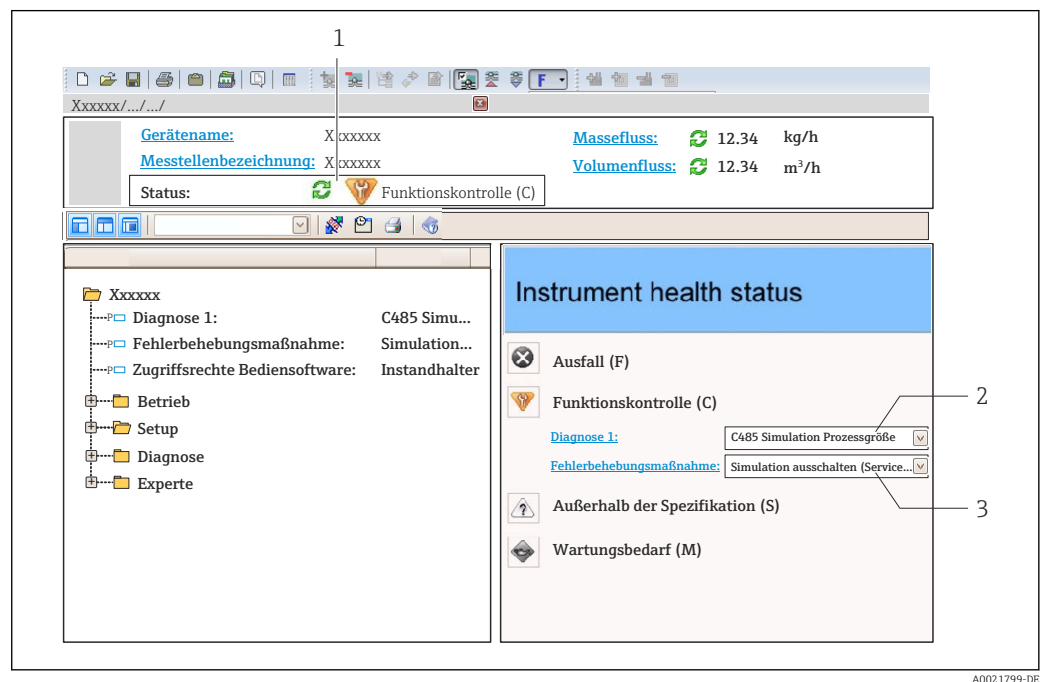 1
F
Xxxxxx/.../.../
Gerätename: Xxxxxxx Massefluss: 12.34 kg/h
Messstellenbezeichnung: Xxxxxxx Volumenfluss: 12.34 m³/h
Status: Funktionskontrolle (C)
Xxxxxx
Diagnose 1: C485 Simu...
Fehlerbehebungsmaßnahme: Simulation...
Zugriffsrechte Bediensoftware: Instandhalter
Betrieb
Setup
Diagnose
Experte
Instrument health status
Ausfall (F)
Funktionskontrolle (C)
2
Diagnose 1: C485 Simulation Prozessgröße
Fehlerbehebungsmaßnahme: Simulation ausschalten (Service...
Außerhalb der Spezifikation (S)
3
Wartungsbedarf (M)
A0021799-DE